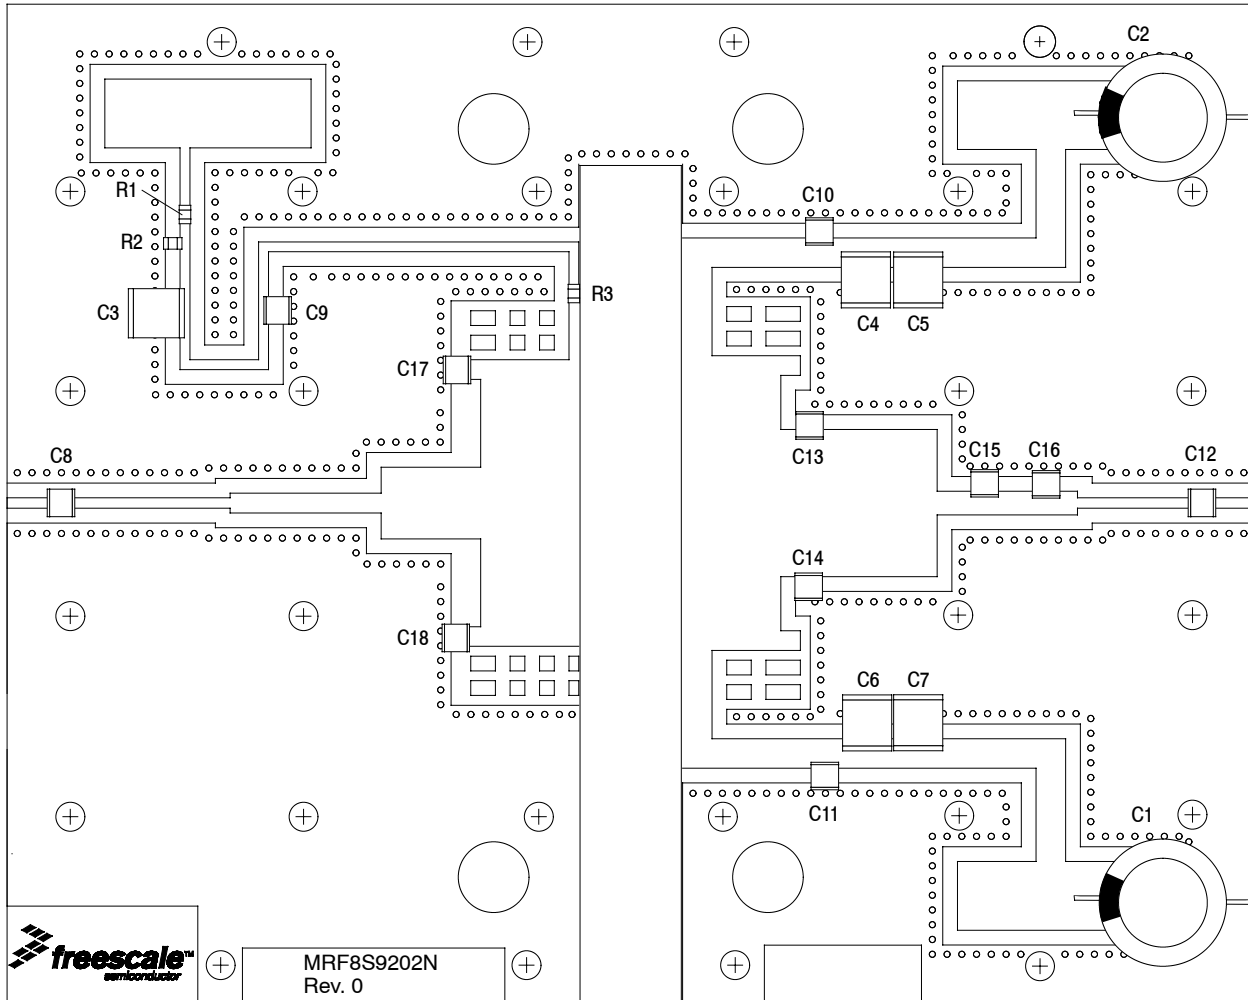 C2
R1
C10
R2
C3
C9
R3
C4 C5
C17
C8
C13
C15 C16 C12
C14
C18
C6 C7
C11
C1
freescale™
semiconductor
MRF8S9202N
Rev. 0